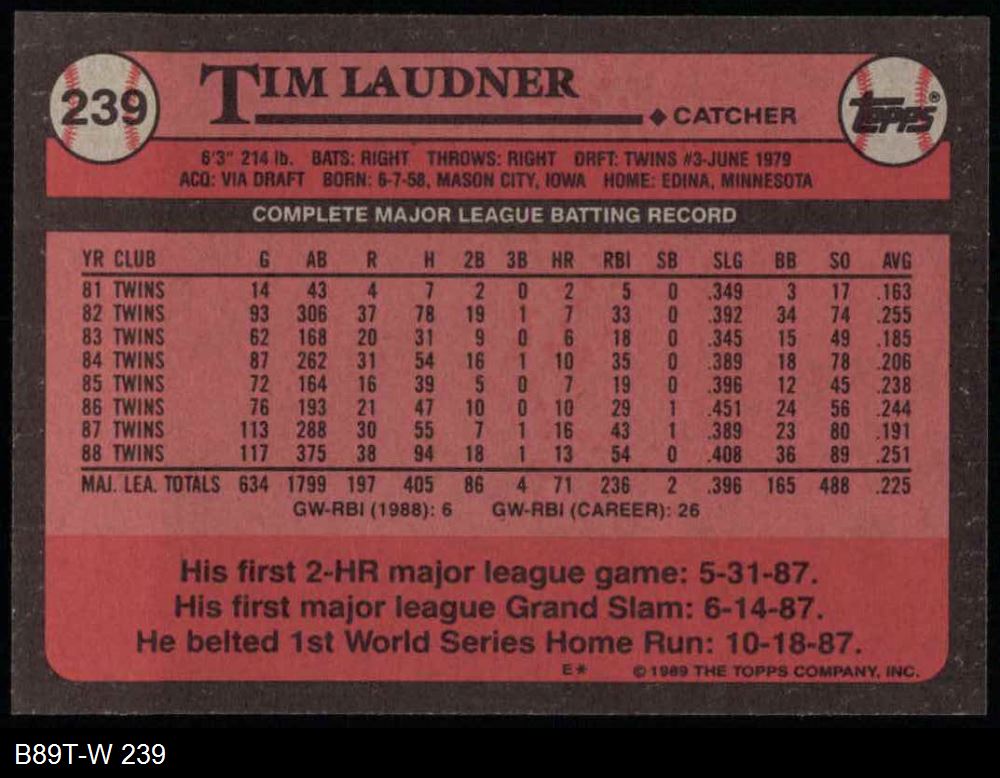 239
TIM LAUDNER
◆ CATCHER
Topps®
6'3" 214 lb. BATS: RIGHT THROWS: RIGHT DRFT: TWINS #3-JUNE 1979
ACQ: VIA DRAFT BORN: 6-7-58, MASON CITY, IOWA HOME: EDINA, MINNESOTA
COMPLETE MAJOR LEAGUE BATTING RECORD
YR CLUB G AB R H 2B 3B HR RBI SB SLG BB SO AVG
81 TWINS 14 43 4 7 2 0 2 5 0 .349 3 17 .163
82 TWINS 93 306 37 78 19 1 7 33 0 .392 34 74 .255
83 TWINS 62 168 20 31 9 0 6 18 0 .345 15 49 .185
84 TWINS 87 262 31 54 16 1 10 35 0 .389 18 78 .206
85 TWINS 72 164 16 39 5 0 7 19 0 .396 12 45 .238
86 TWINS 76 193 21 47 10 0 10 29 1 .451 24 56 .244
87 TWINS 113 288 30 55 7 1 16 43 1 .389 23 80 .191
88 TWINS 117 375 38 94 18 1 13 54 0 .408 36 89 .251
MAJ. LEA. TOTALS 634 1799 197 405 86 4 71 236 2 .396 165 488 .225
GW-RBI (1988): 6 GW-RBI (CAREER): 26
His first 2-HR major league game: 5-31-87.
His first major league Grand Slam: 6-14-87.
He belted 1st World Series Home Run: 10-18-87.
E* © 1989 THE TOPPS COMPANY, INC.
B89T-W 239